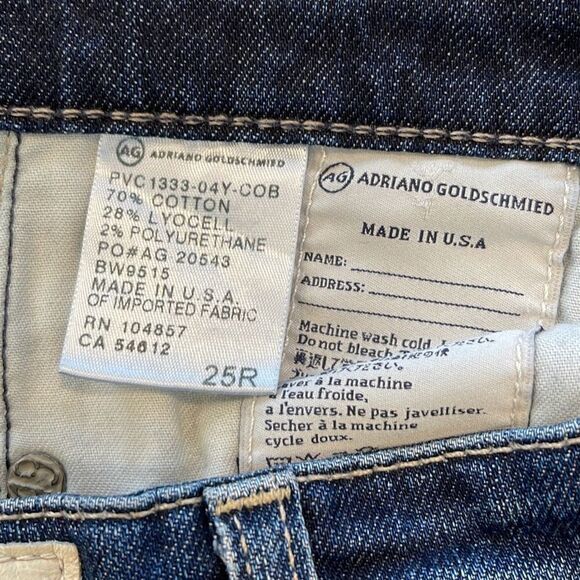 AG ADRIANO GOLDSCHMIED
PVC1333-04Y-COB
70% COTTON
28% LYOCELL
2% POLYURETHANE
PO#AG 20543
BW9515
MADE IN U.S.A.
OF IMPORTED FABRIC
RN 104857
CA 54612
25R
AG ADRIANO GOLDSCHMIED
MADE IN U.S.A
NAME:
ADDRESS:
Machine wash cold
Do not bleach
à la machine
à l'eau froide,
a l'envers. Ne pas javelliser.
Secher à la machine
cycle doux.